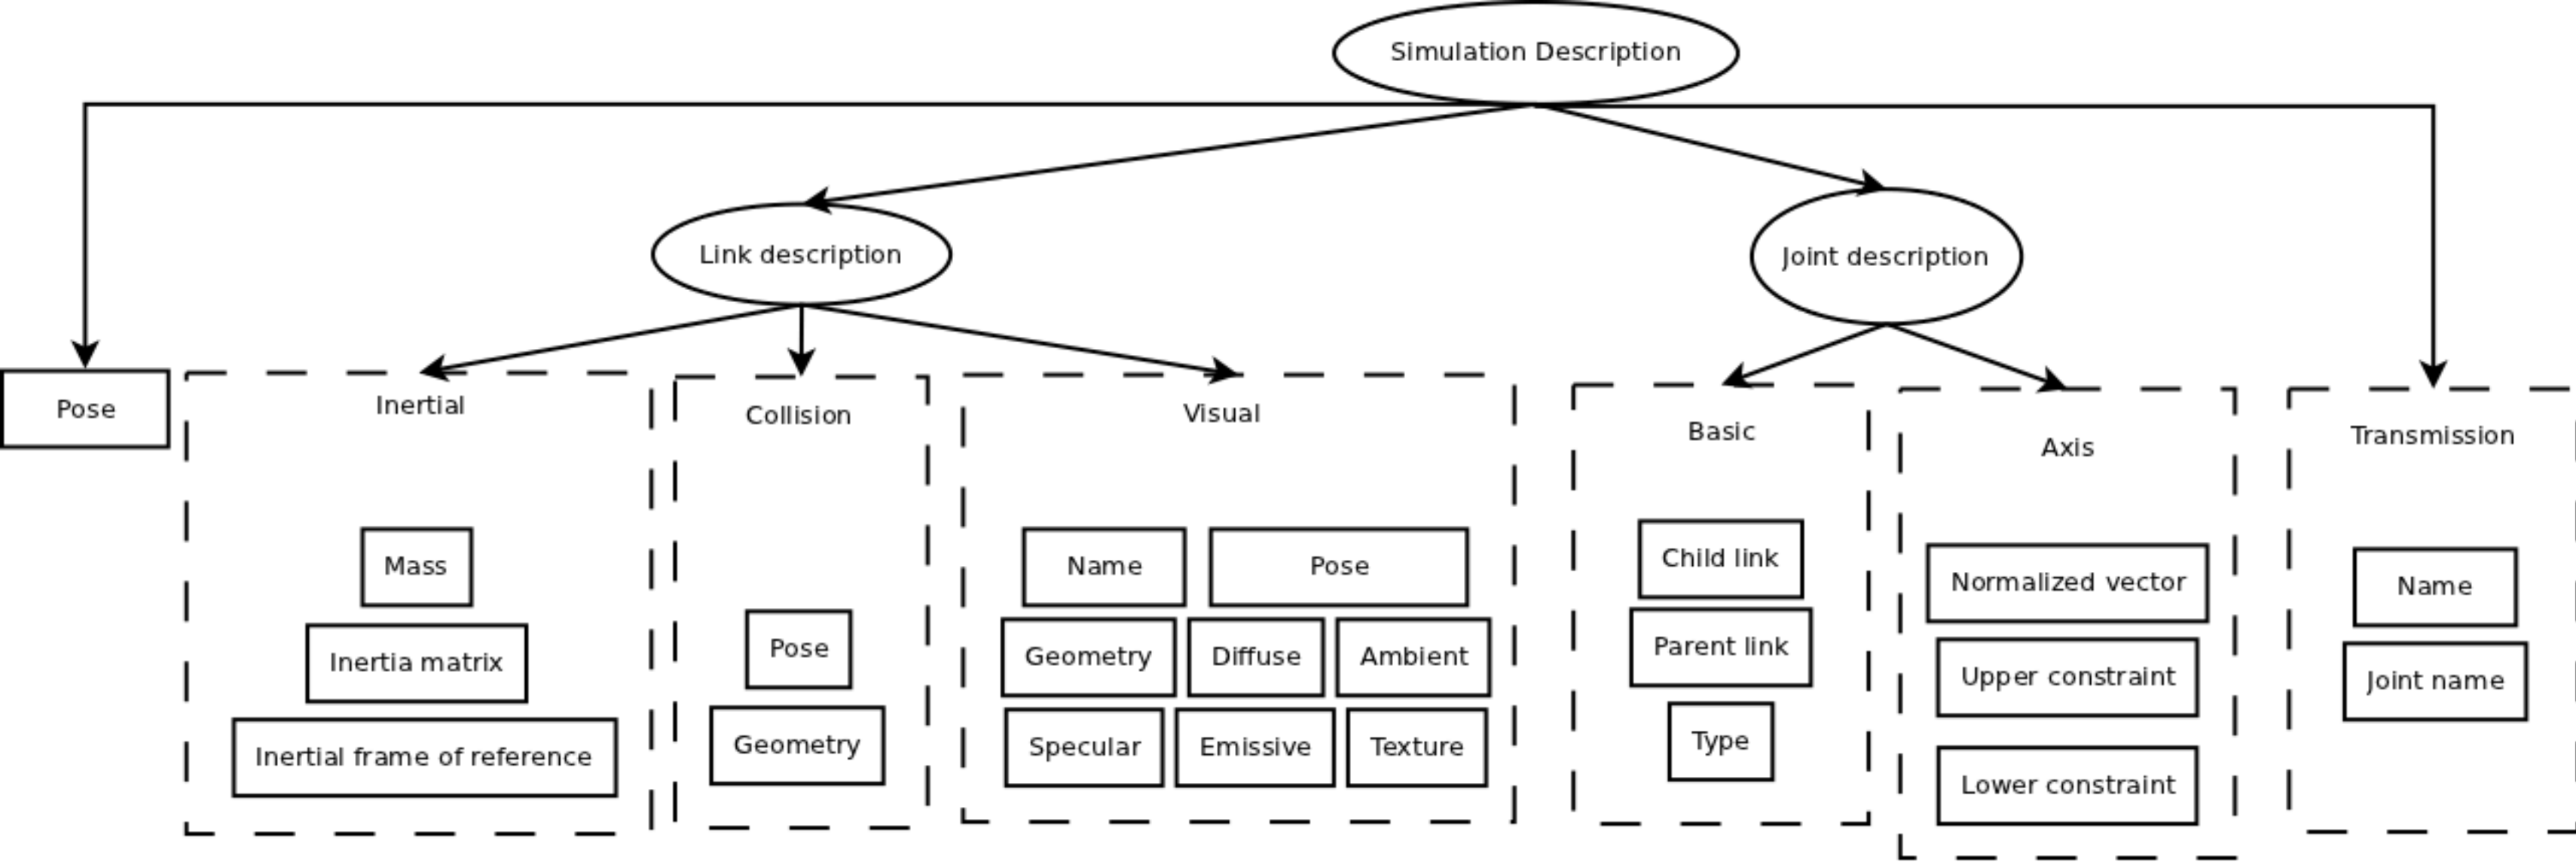 Simulation Description
Link description
Joint description
Pose
Inertial
Mass
Inertia matrix
Inertial frame of reference
Collision
Pose
Geometry
Visual
Name
Pose
Geometry
Diffuse
Ambient
Specular
Emissive
Texture
Basic
Child link
Parent link
Type
Axis
Normalized vector
Upper constraint
Lower constraint
Transmission
Name
Joint name